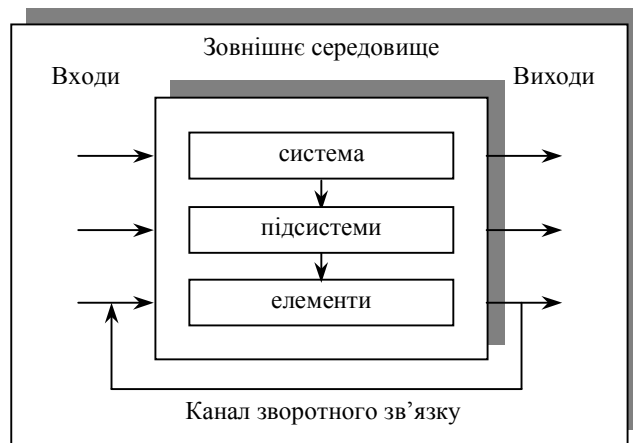 Зовнішнє середовище
Входи
Виходи
система
підсистеми
елементи
Канал зворотного зв’язку